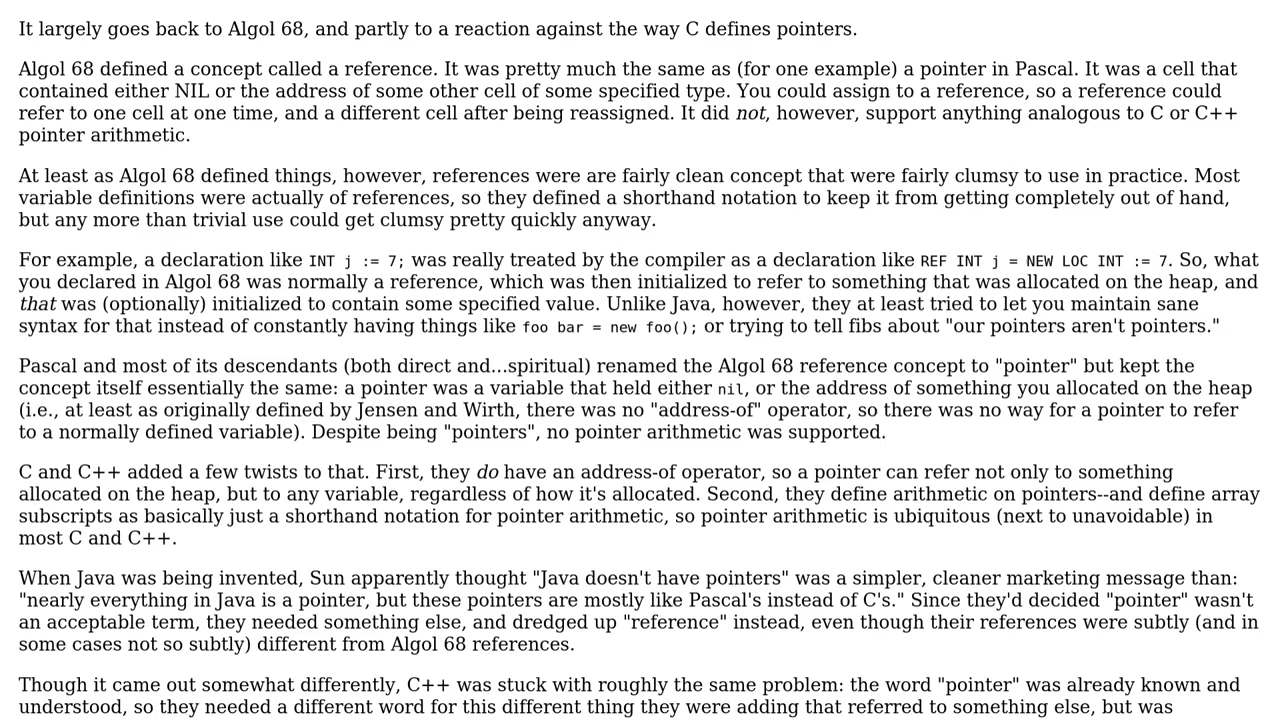 It largely goes back to Algol 68, and partly to a reaction against the way C defines pointers.
Algol 68 defined a concept called a reference. It was pretty much the same as (for one example) a pointer in Pascal. It was a cell that
contained either NIL or the address of some other cell of some specified type. You could assign to a reference, so a reference could
refer to one cell at one time, and a different cell after being reassigned. It did not, however, support anything analogous to C or C++
pointer arithmetic.
At least as Algol 68 defined things, however, references were are fairly clean concept that were fairly clumsy to use in practice. Most
variable definitions were actually of references, so they defined a shorthand notation to keep it from getting completely out of hand,
but any more than trivial use could get clumsy pretty quickly anyway.
For example, a declaration like INT j := 7; was really treated by the compiler as a declaration like REF INT j = NEW LOC INT := 7. So, what
you declared in Algol 68 was normally a reference, which was then initialized to refer to something that was allocated on the heap, and
that was (optionally) initialized to contain some specified value. Unlike Java, however, they at least tried to let you maintain sane
syntax for that instead of constantly having things like foo bar = new foo(); or trying to tell fibs about "our pointers aren't pointers."
Pascal and most of its descendants (both direct and...spiritual) renamed the Algol 68 reference concept to "pointer" but kept the
concept itself essentially the same: a pointer was a variable that held either nil, or the address of something you allocated on the heap
(i.e., at least as originally defined by Jensen and Wirth, there was no "address-of" operator, so there was no way for a pointer to refer
to a normally defined variable). Despite being "pointers", no pointer arithmetic was supported.
C and C++ added a few twists to that. First, they do have an address-of operator, so a pointer can refer not only to something
allocated on the heap, but to any variable, regardless of how it's allocated. Second, they define arithmetic on pointers--and define array
subscripts as basically just a shorthand notation for pointer arithmetic, so pointer arithmetic is ubiquitous (next to unavoidable) in
most C and C++.
When Java was being invented, Sun apparently thought "Java doesn't have pointers" was a simpler, cleaner marketing message than:
"nearly everything in Java is a pointer, but these pointers are mostly like Pascal's instead of C's." Since they'd decided "pointer" wasn't
an acceptable term, they needed something else, and dredged up "reference" instead, even though their references were subtly (and in
some cases not so subtly) different from Algol 68 references.
Though it came out somewhat differently, C++ was stuck with roughly the same problem: the word "pointer" was already known and
understood, so they needed a different word for this different thing they were adding that referred to something else, but was